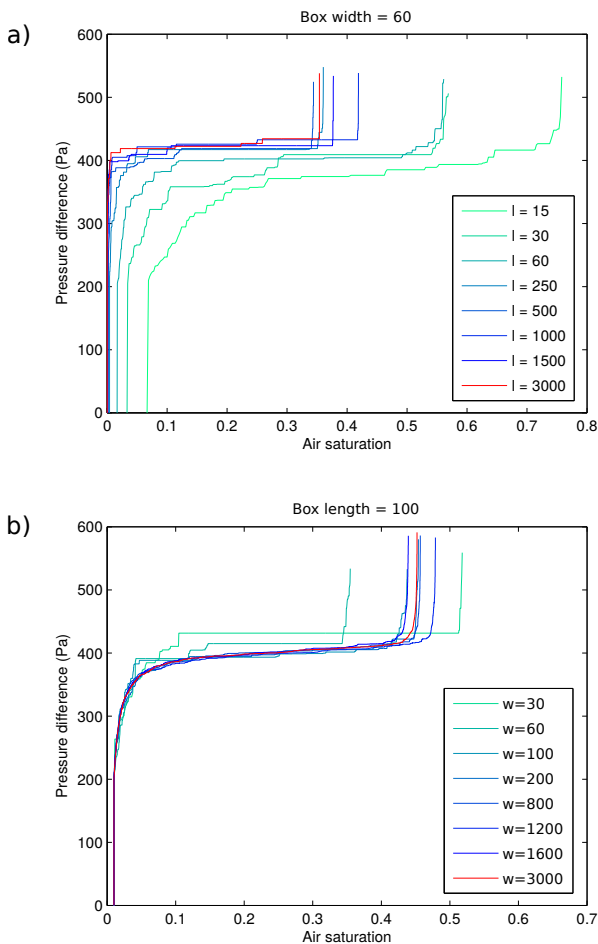 a)
Box width = 60
600
500
400
300
200
100
0
Pressure difference (Pa)
l = 15
l = 30
l = 60
l = 250
l = 500
l = 1000
l = 1500
l = 3000
0 0.1 0.2 0.3 0.4 0.5 0.6 0.7 0.8
Air saturation
b)
Box length = 100
600
500
400
300
200
100
0
Pressure difference (Pa)
w=30
w=60
w=100
w=200
w=800
w=1200
w=1600
w=3000
0 0.1 0.2 0.3 0.4 0.5 0.6 0.7
Air saturation